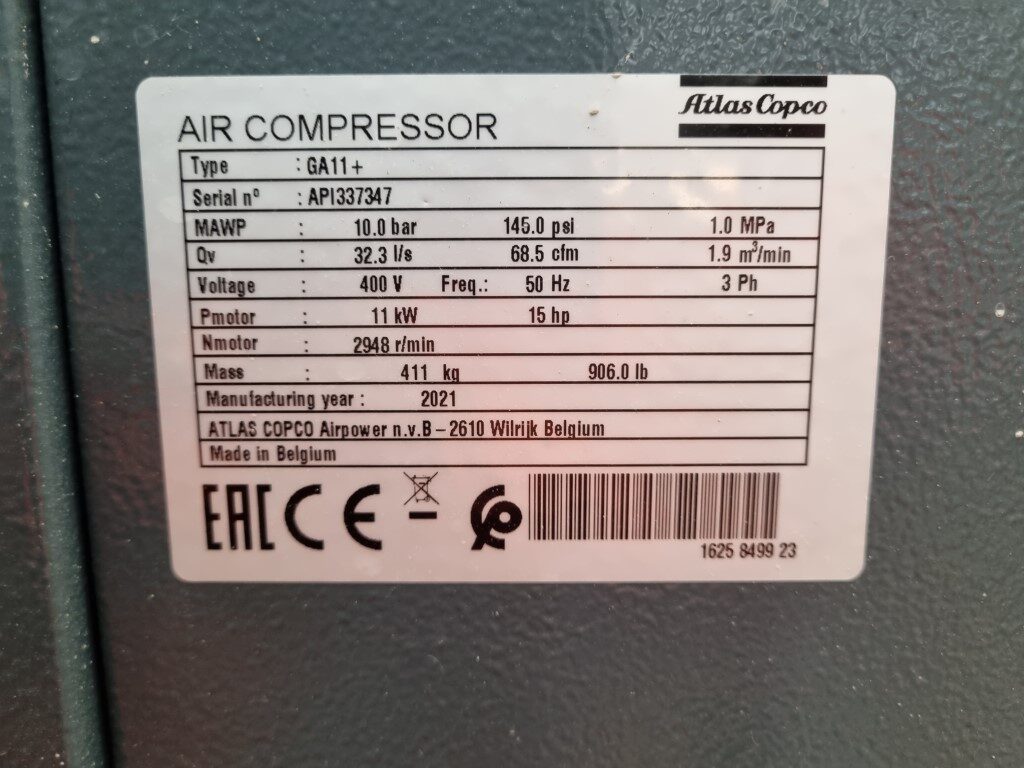 Atlas Copco
AIR COMPRESSOR
Type : GA11+
Serial nº : API337347
MAWP : 10.0 bar 145.0 psi 1.0 MPa
Qv : 32.3 l/s 68.5 cfm 1.9 m³/min
Voltage : 400 V Freq.: 50 Hz 3 Ph
Pmotor : 11 kW 15 hp
Nmotor : 2948 r/min
Mass : 411 kg 906.0 lb
Manufacturing year : 2021
ATLAS COPCO Airpower n.v.B – 2610 Wilrijk Belgium
Made in Belgium
EAC CE
1625 8499 23